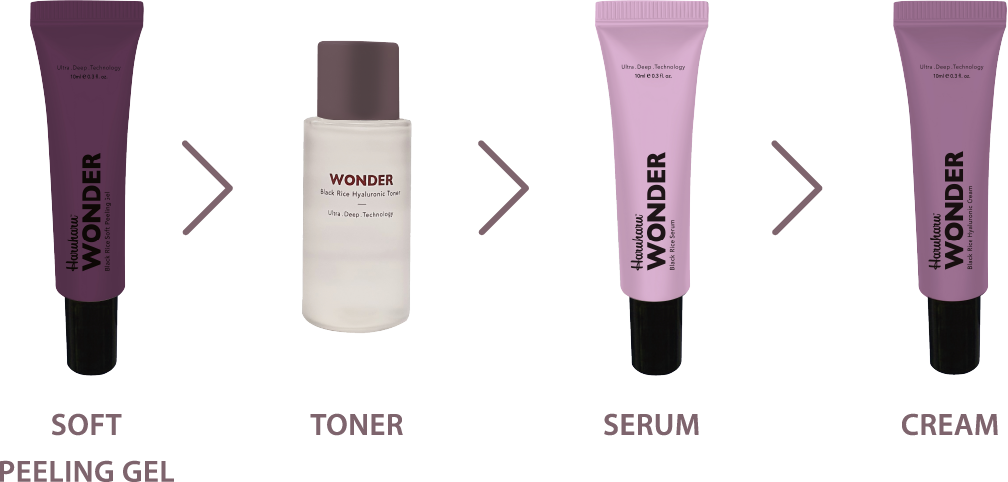 Ultra . Deep . Technology
10ml ℮ 0.3 fl. oz.
Haruharu
WONDER
Black Rice Soft Peeling Gel
WONDER
Black Rice Hyaluronic Toner
Ultra . Deep . Technology
Ultra . Deep . Technology
10ml ℮ 0.3 fl. oz.
Haruharu
WONDER
Black Rice Serum
Ultra . Deep . Technology
10ml ℮ 0.3 fl. oz.
Haruharu
WONDER
Black Rice Hyaluronic Cream
SOFT
PEELING GEL
TONER
SERUM
CREAM